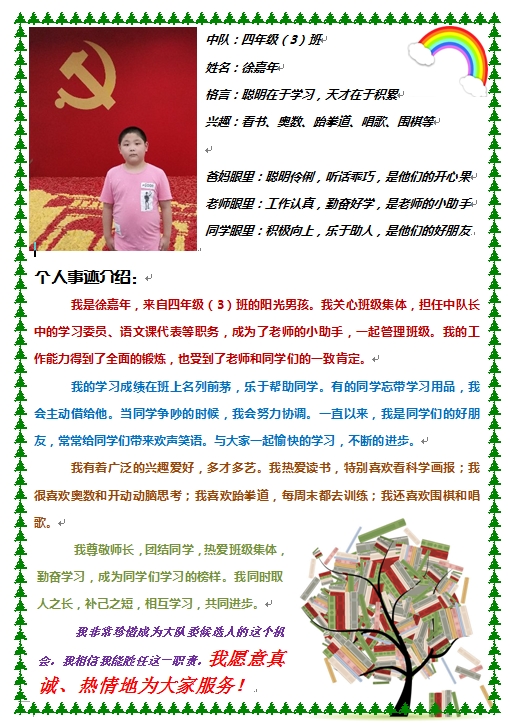 中队：四年级（3）班
姓名：徐嘉年
格言：聪明在于学习，天才在于积累
兴趣：看书、奥数、跆拳道、唱歌、围棋等
爸妈眼里：聪明伶俐，听话乖巧，是他们的开心果
老师眼里：工作认真，勤奋好学，是老师的小助手
同学眼里：积极向上，乐于助人，是他们的好朋友
个人事迹介绍：
我是徐嘉年，来自四年级（3）班的阳光男孩。我关心班级集体，担任中队长
中的学习委员、语文课代表等职务，成为了老师的小助手，一起管理班级。我的工
作能力得到了全面的锻炼，也受到了老师和同学们的一致肯定。
我的学习成绩在班上名列前茅，乐于帮助同学。有的同学忘带学习用品，我
会主动借给他。当同学争吵的时候，我会努力协调。一直以来，我是同学们的好朋
友，常常给同学们带来欢声笑语。与大家一起愉快的学习，不断的进步。
我有着广泛的兴趣爱好，多才多艺。我热爱读书，特别喜欢看科学画报；我
很喜欢奥数和开动动脑思考；我喜欢跆拳道，每周末都去训练；我还喜欢围棋和唱
歌。
我尊敬师长，团结同学，热爱班级集体，
勤奋学习，成为同学们学习的榜样。我同时取
人之长，补己之短，相互学习，共同进步。
我非常珍惜成为大队委候选人的这个机
会，我相信我能胜任这一职责，我愿意真
诚、热情地为大家服务！